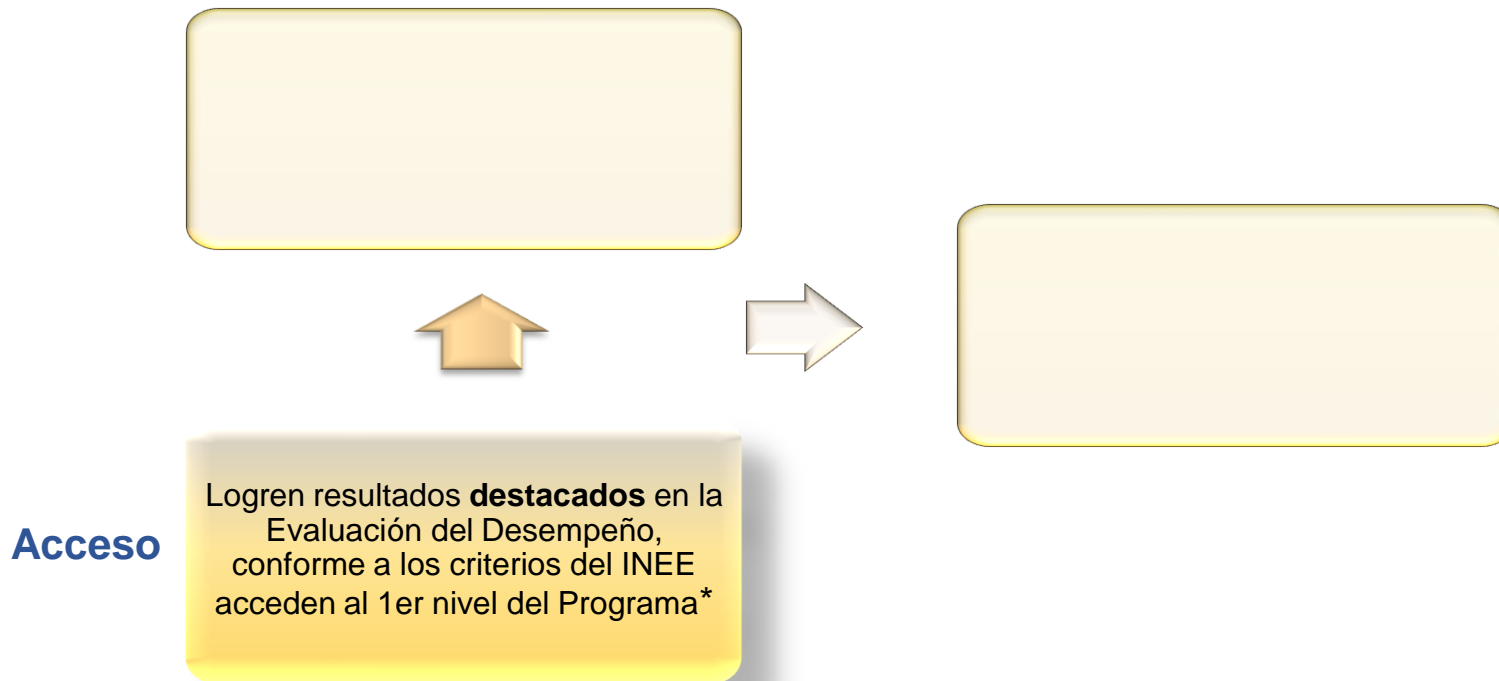 Acceso
Logren resultados destacados en la
Evaluación del Desempeño,
conforme a los criterios del INEE
acceden al 1er nivel del Programa*